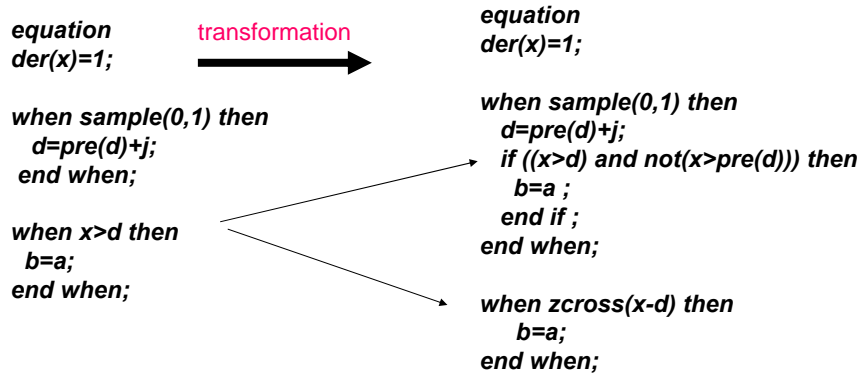 equation
der(x)=1;
when sample(0,1) then
d=pre(d)+j;
end when;
when x>d then
b=a;
end when;
transformation
equation
der(x)=1;
when sample(0,1) then
d=pre(d)+j;
if ((x>d) and not(x>pre(d))) then
b=a ;
end if ;
end when;
when zcross(x-d) then
b=a;
end when;